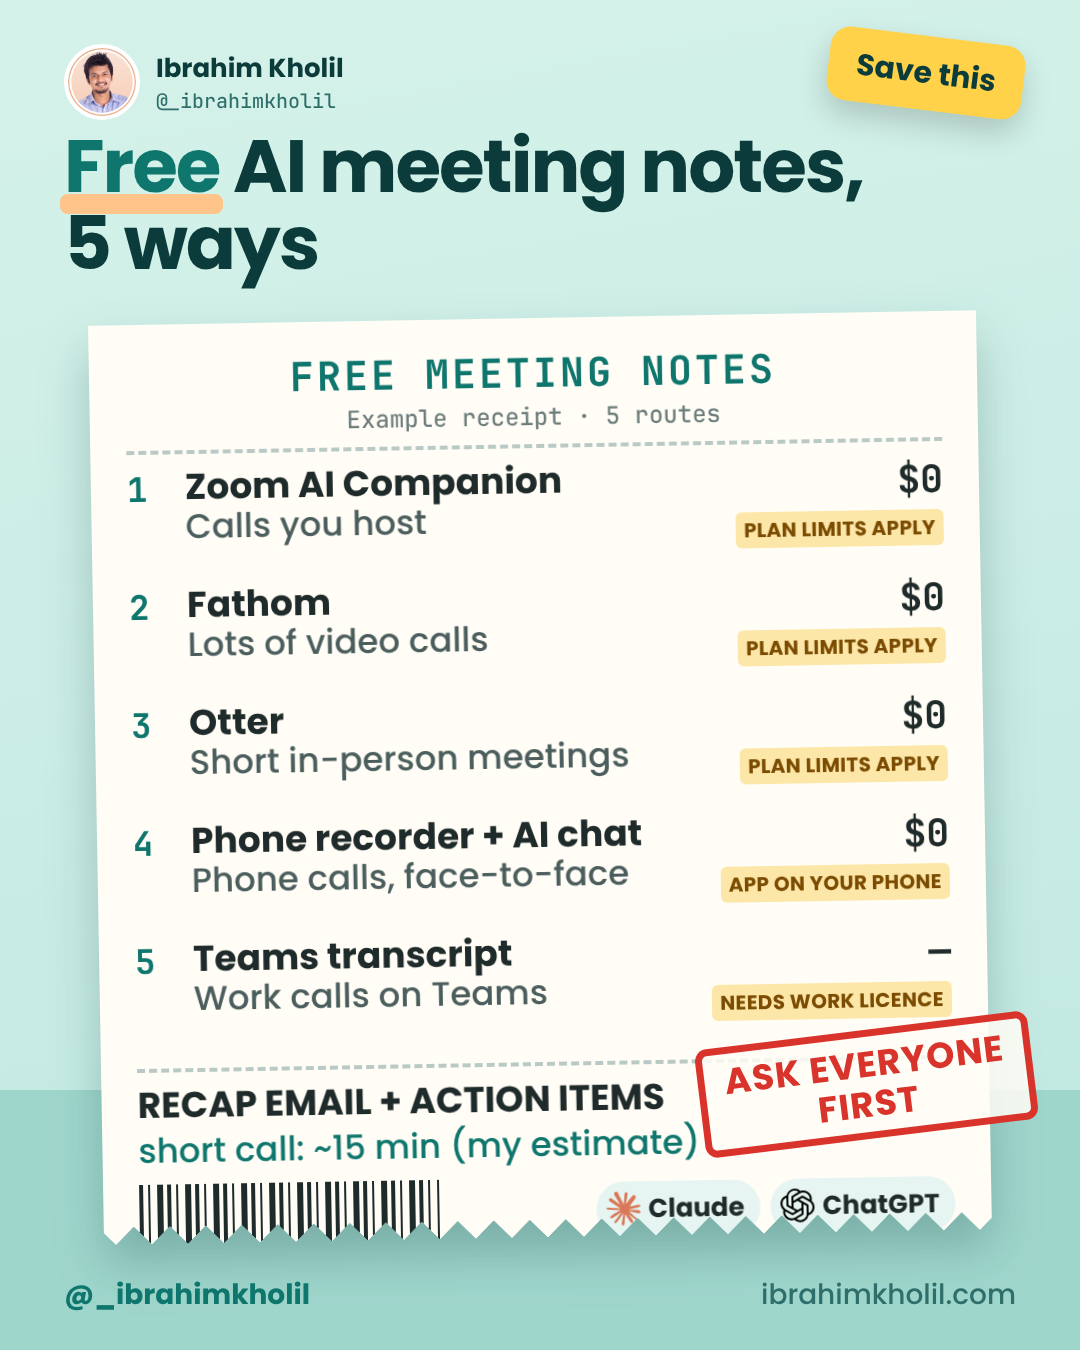 Ibrahim Kholil
@_ibrahimkholil
Save this
Free AI meeting notes,
5 ways
FREE MEETING NOTES
Example receipt · 5 routes
1 Zoom AI Companion $0
Calls you host PLAN LIMITS APPLY
2 Fathom $0
Lots of video calls PLAN LIMITS APPLY
3 Otter $0
Short in-person meetings PLAN LIMITS APPLY
4 Phone recorder + AI chat $0
Phone calls, face-to-face APP ON YOUR PHONE
5 Teams transcript –
Work calls on Teams NEEDS WORK LICENCE
ASK EVERYONE
FIRST
RECAP EMAIL + ACTION ITEMS
short call: ~15 min (my estimate)
Claude ChatGPT
@_ibrahimkholil ibrahimkholil.com